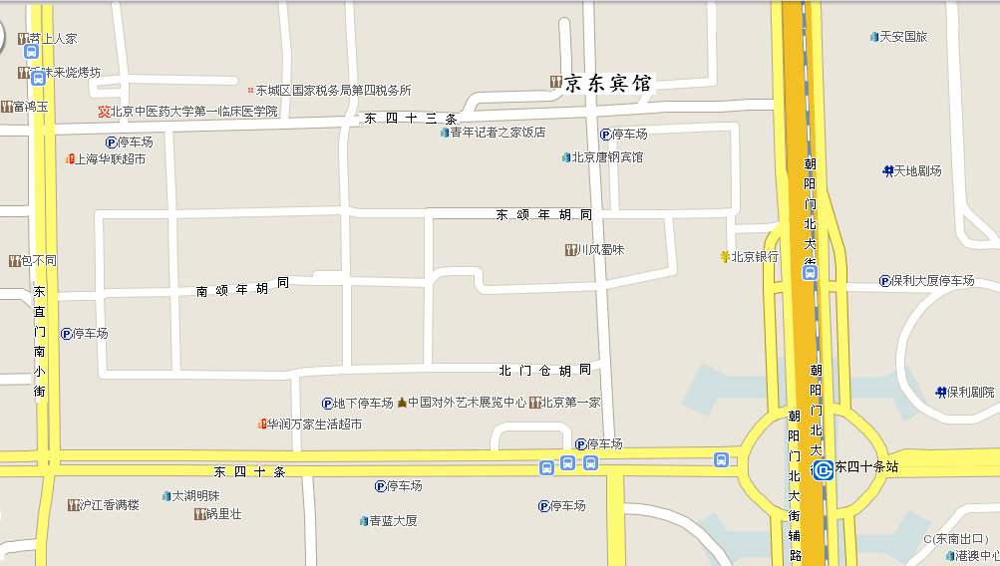 茗上人家
天安国旅
味来烧烤坊
京东宾馆
东城区国家税务局第四税务所
富鸿玉
北京中医药大学第一临床医学院
东四十三条
青年记者之家饭店
停车场
停车场
上海华联超市
北京唐钢宾馆
朝阳门北大街
天地剧场
东颂年胡同
川风蜀味
北京银行
包不同
南颂年胡同
保利大厦停车场
东直门南小街
停车场
北门仓胡同
朝阳门北大街
保利剧院
地下停车场
中国对外艺术展览中心
北京第一家
华润万家生活超市
朝阳门北大街辅路
停车场
东四十条
东四十条站
停车场
太湖明珠
沪江香满楼
锅里壮
停车场
青蓝大厦
C(东南出口)
港澳中心